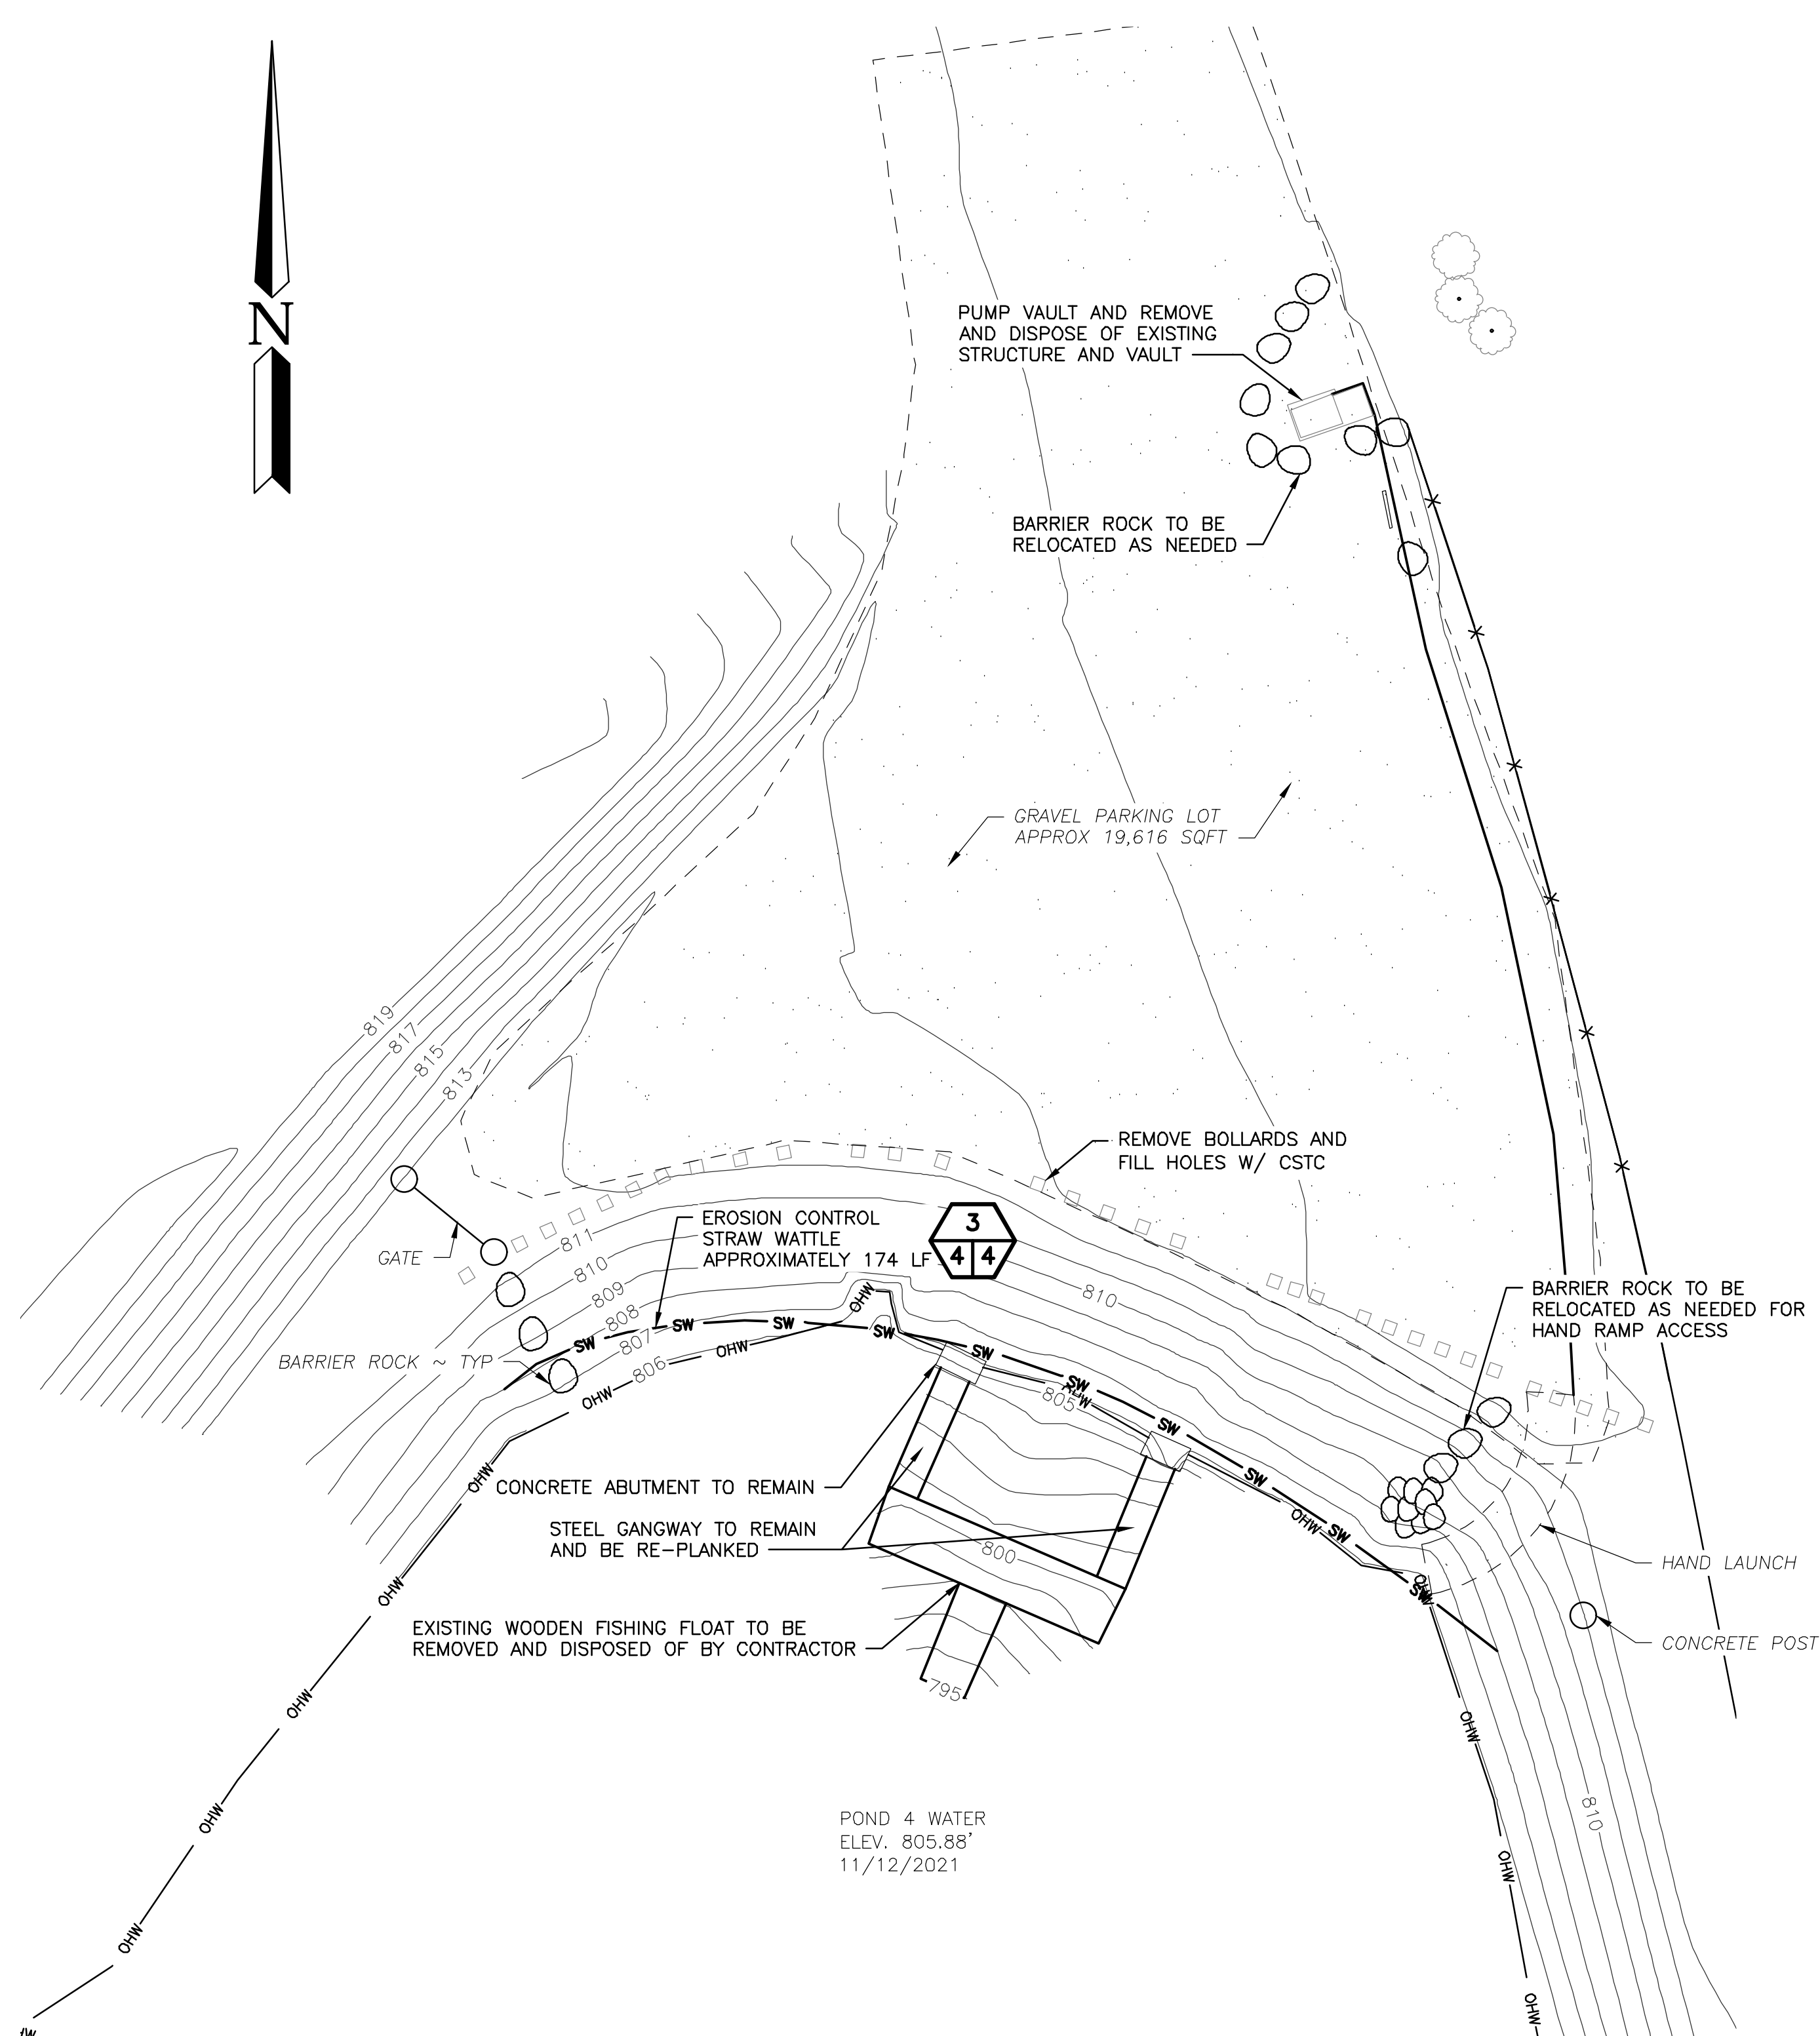 N
PUMP VAULT AND REMOVE
AND DISPOSE OF EXISTING
STRUCTURE AND VAULT
BARRIER ROCK TO BE
RELOCATED AS NEEDED
GRAVEL PARKING LOT
APPROX 19,616 SQFT
819
817
815
813
REMOVE BOLLARDS AND
FILL HOLES W/ CSTC
EROSION CONTROL
STRAW WATTLE
APPROXIMATELY 174 LF
3
4 4
GATE
811
810
809
808
807
806
810
BARRIER ROCK TO BE
RELOCATED AS NEEDED FOR
HAND RAMP ACCESS
BARRIER ROCK ~ TYP
SW
SW
SW
SW
SW
SW
SW
SW
SW
SW
OHW
OHW
OHW
OHW
805
CONCRETE ABUTMENT TO REMAIN
STEEL GANGWAY TO REMAIN
AND BE RE-PLANKED
800
OHW
OHW
OHW
OHW
HAND LAUNCH
EXISTING WOODEN FISHING FLOAT TO BE
REMOVED AND DISPOSED OF BY CONTRACTOR
CONCRETE POST
795
OHW
OHW
OHW
810
POND 4 WATER
ELEV. 805.88'
11/12/2021
OHW
OHW
OHW